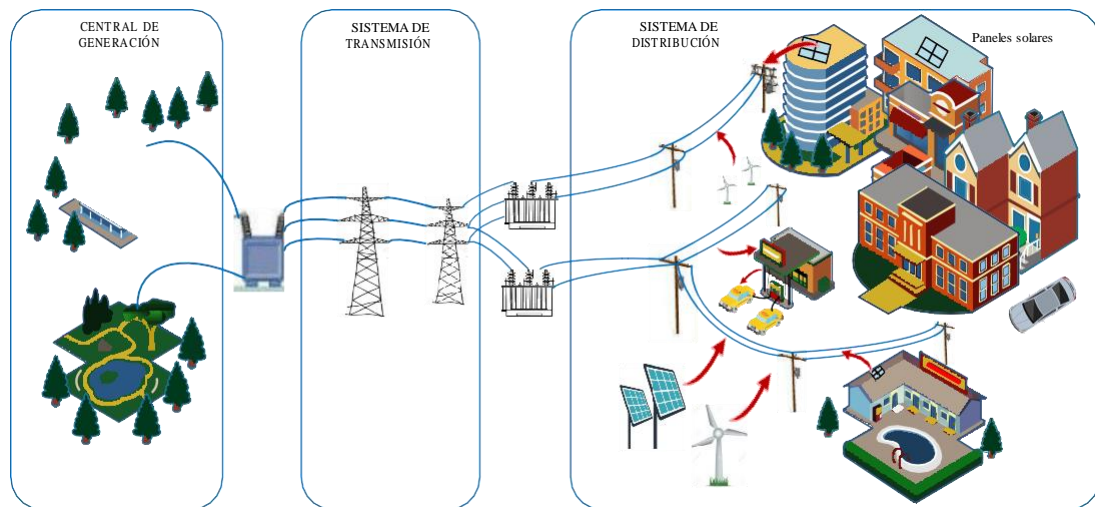 CENTRAL DE
GENERACIÓN
SISTEMA DE
TRANSMISIÓN
SISTEMA DE
DISTRIBUCIÓN
Paneles solares